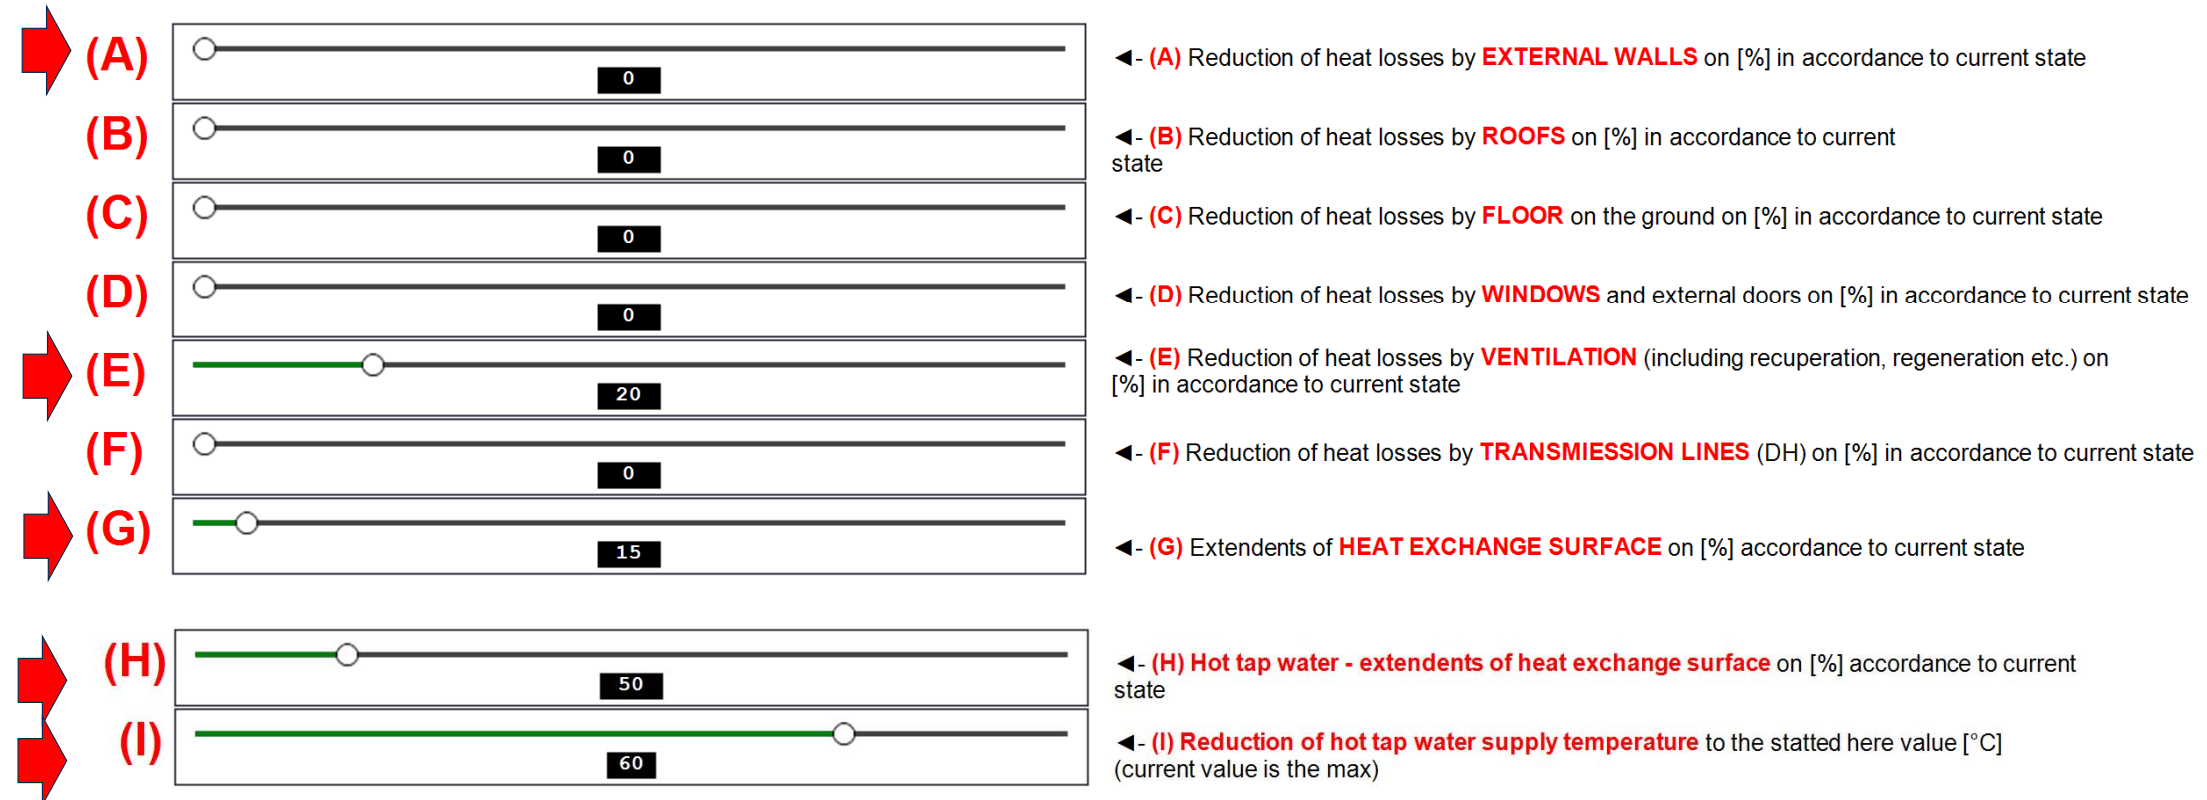 (A)
0
◄- (A) Reduction of heat losses by EXTERNAL WALLS on [%] in accordance to current state
(B)
0
◄- (B) Reduction of heat losses by ROOFS on [%] in accordance to current
state
(C)
0
◄- (C) Reduction of heat losses by FLOOR on the ground on [%] in accordance to current state
(D)
0
◄- (D) Reduction of heat losses by WINDOWS and external doors on [%] in accordance to current state
(E)
20
◄- (E) Reduction of heat losses by VENTILATION (including recuperation, regeneration etc.) on
[%] in accordance to current state
(F)
0
◄- (F) Reduction of heat losses by TRANSMIESSION LINES (DH) on [%] in accordance to current state
(G)
15
◄- (G) Extendents of HEAT EXCHANGE SURFACE on [%] accordance to current state
(H)
50
◄- (H) Hot tap water - extendents of heat exchange surface on [%] accordance to current
state
(I)
60
◄- (I) Reduction of hot tap water supply temperature to the statted here value [°C]
(current value is the max)